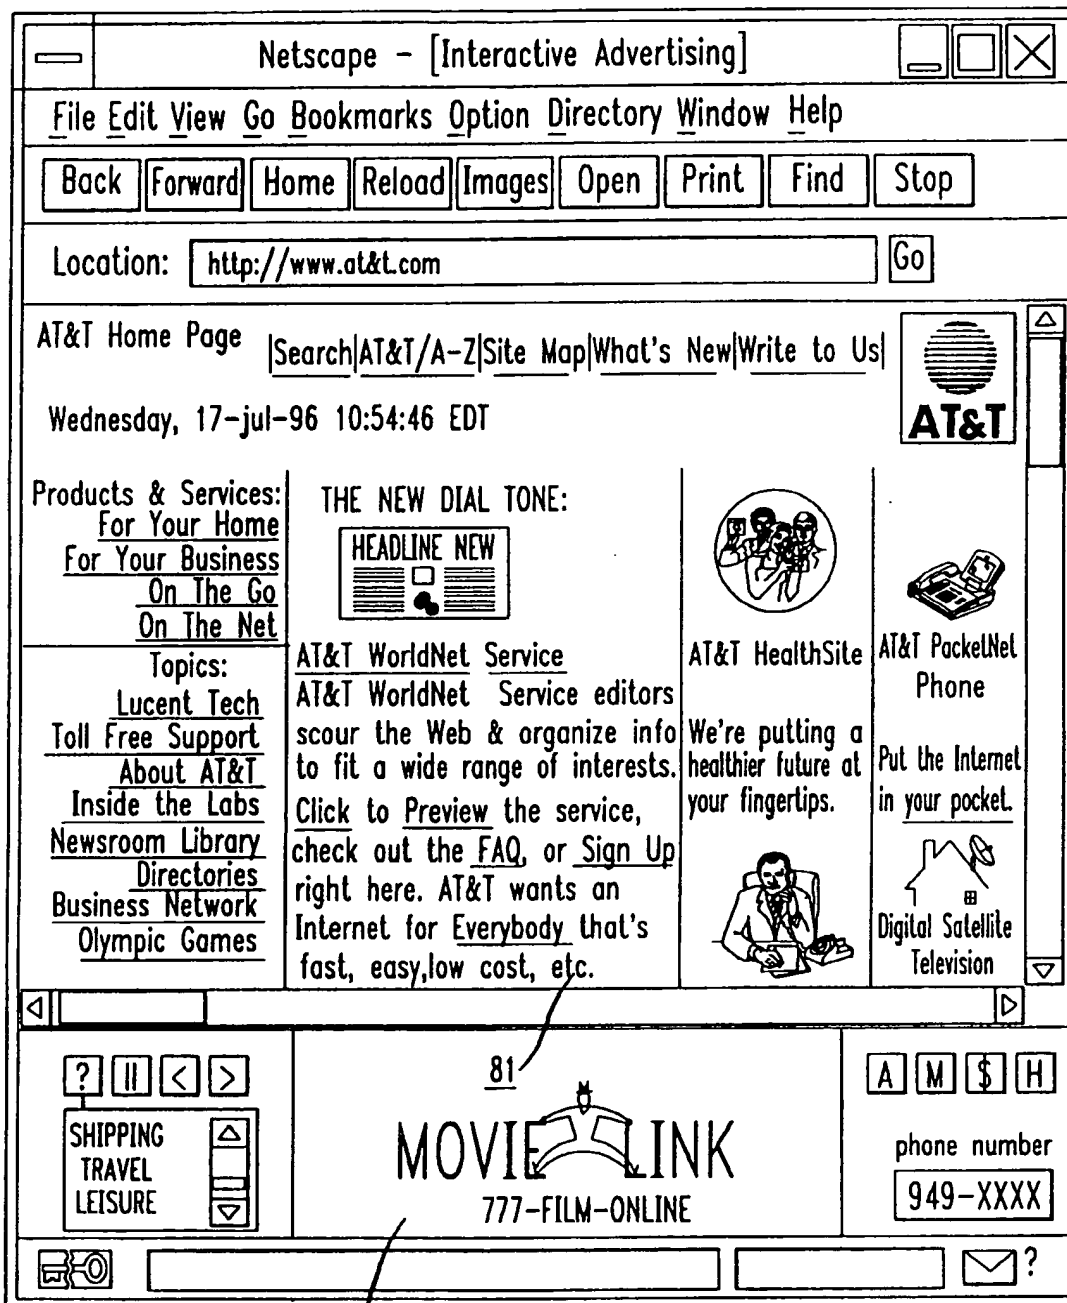 Netscape - [Interactive Advertising]
File Edit View Go Bookmarks Option Directory Window Help
Back Forward Home Reload Images Open Print Find Stop
Location: http://www.at&t.com Go
AT&T Home Page
|Search|AT&T/A-Z|Site Map|What's New|Write to Us|
AT&T
Wednesday, 17-jul-96 10:54:46 EDT
Products & Services:
For Your Home
For Your Business
On The Go
On The Net
Topics:
Lucent Tech
Toll Free Support
About AT&T
Inside the Labs
Newsroom Library
Directories
Business Network
Olympic Games
THE NEW DIAL TONE:
HEADLINE NEW
AT&T WorldNet Service
AT&T WorldNet Service editors
scour the Web & organize info
to fit a wide range of interests.
Click to Preview the service,
check out the FAQ, or Sign Up
right here. AT&T wants an
Internet for Everybody that's
fast, easy,low cost, etc.
AT&T HealthSite
We're putting a
healthier future at
your fingertips.
AT&T PocketNet
Phone
Put the Internet
in your pocket.
Digital Satellite
Television
? || < >
SHIPPING
TRAVEL
LEISURE
81
MOVIE LINK
777-FILM-ONLINE
A M $ H
phone number
949-XXXX
?